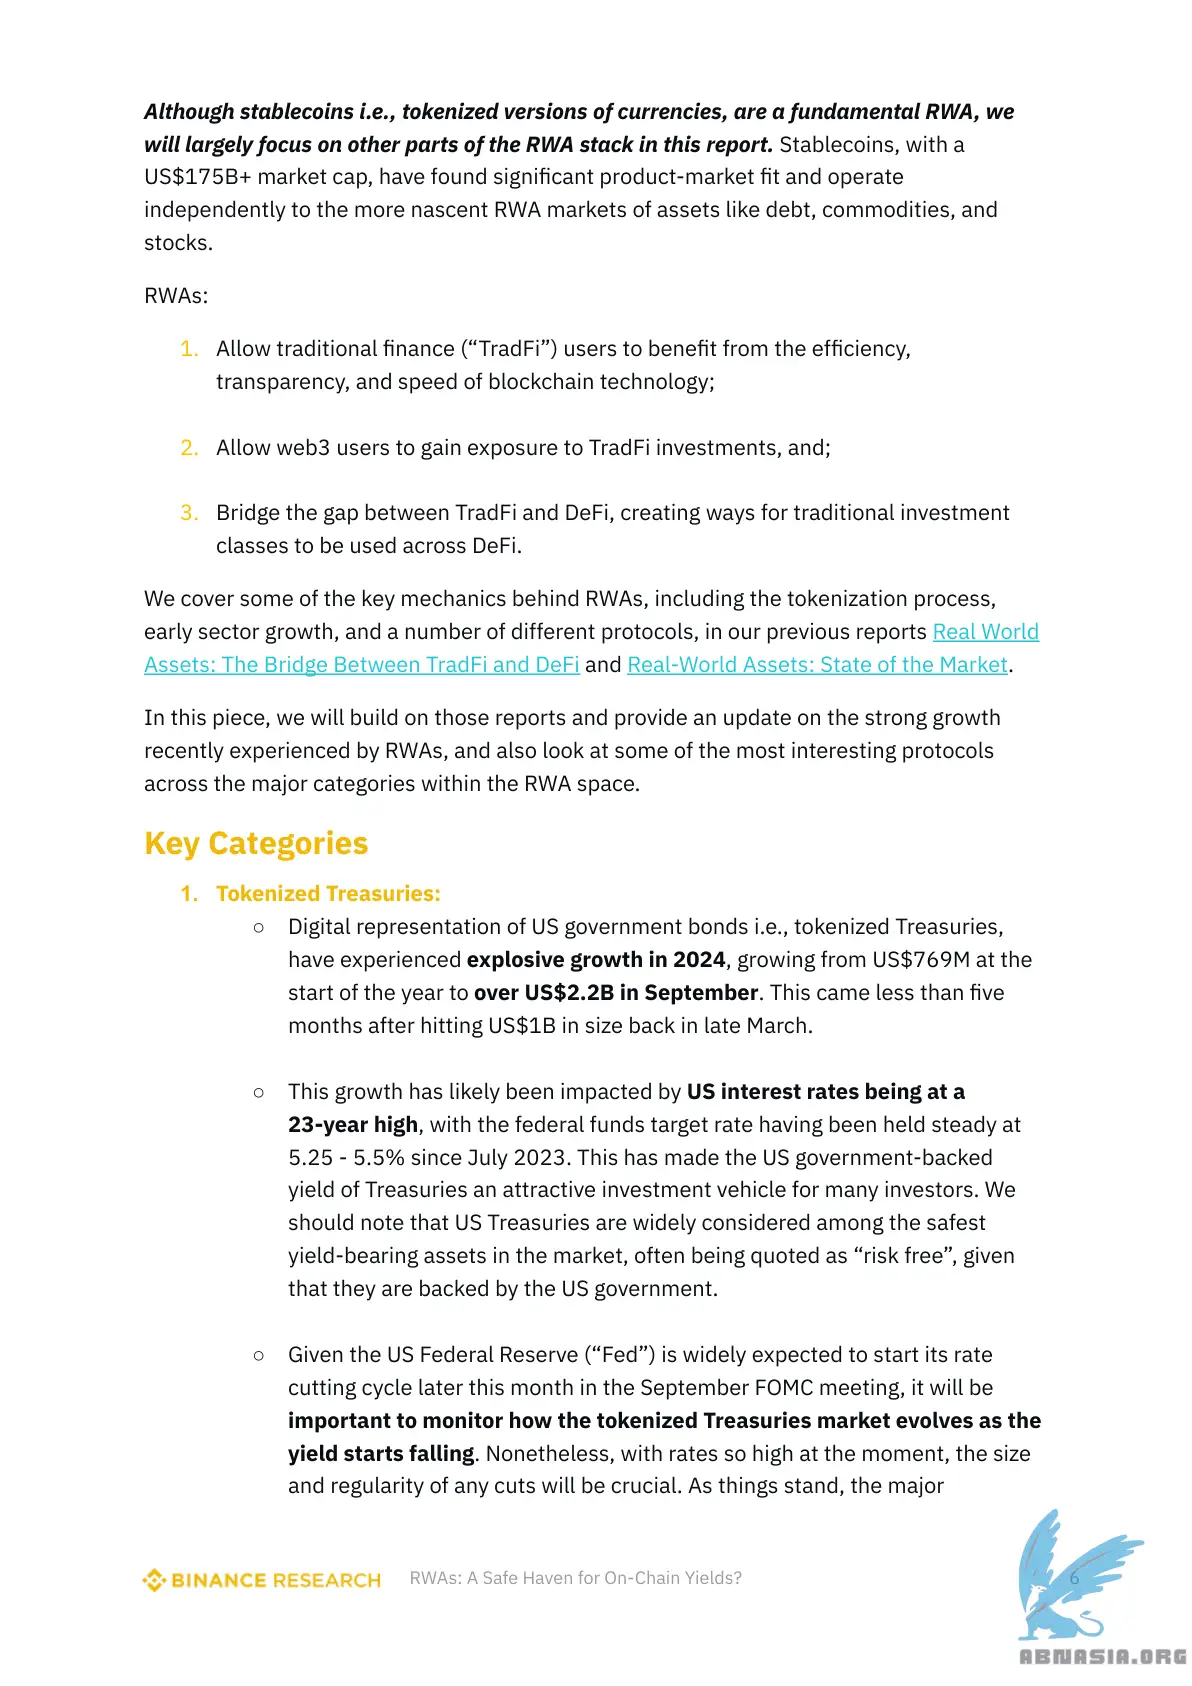 Although stablecoins i.e., tokenized versions of currencies, are a fundamental RWA, we
will largely focus on other parts of the RWA stack in this report. Stablecoins, with a
US$175B+ market cap, have found significant product-market fit and operate
independently to the more nascent RWA markets of assets like debt, commodities, and
stocks.
RWAs:
1. Allow traditional finance (“TradFi”) users to benefit from the efficiency,
transparency, and speed of blockchain technology;
2. Allow web3 users to gain exposure to TradFi investments, and;
3. Bridge the gap between TradFi and DeFi, creating ways for traditional investment
classes to be used across DeFi.
We cover some of the key mechanics behind RWAs, including the tokenization process,
early sector growth, and a number of different protocols, in our previous reports Real World
Assets: The Bridge Between TradFi and DeFi and Real-World Assets: State of the Market.
In this piece, we will build on those reports and provide an update on the strong growth
recently experienced by RWAs, and also look at some of the most interesting protocols
across the major categories within the RWA space.
Key Categories
1. Tokenized Treasuries:
○ Digital representation of US government bonds i.e., tokenized Treasuries,
have experienced explosive growth in 2024, growing from US$769M at the
start of the year to over US$2.2B in September. This came less than five
months after hitting US$1B in size back in late March.
○ This growth has likely been impacted by US interest rates being at a
23-year high, with the federal funds target rate having been held steady at
5.25 - 5.5% since July 2023. This has made the US government-backed
yield of Treasuries an attractive investment vehicle for many investors. We
should note that US Treasuries are widely considered among the safest
yield-bearing assets in the market, often being quoted as “risk free”, given
that they are backed by the US government.
○ Given the US Federal Reserve (“Fed”) is widely expected to start its rate
cutting cycle later this month in the September FOMC meeting, it will be
important to monitor how the tokenized Treasuries market evolves as the
yield starts falling. Nonetheless, with rates so high at the moment, the size
and regularity of any cuts will be crucial. As things stand, the major
BINANCE RESEARCH RWAs: A Safe Haven for On-Chain Yields? 6
ABNASIA.ORG